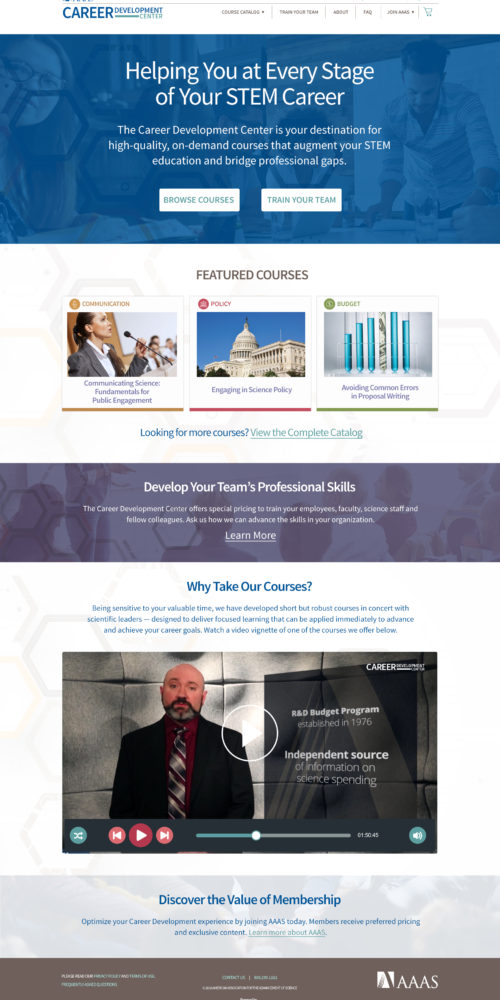 AAAS
CAREER DEVELOPMENT CENTER
COURSE CATALOG ▾ | TRAIN YOUR TEAM | ABOUT | FAQ | JOIN AAAS ▾
Helping You at Every Stage
of Your STEM Career
The Career Development Center is your destination for
high-quality, on-demand courses that augment your STEM
education and bridge professional gaps.
BROWSE COURSES
TRAIN YOUR TEAM
FEATURED COURSES
COMMUNICATION
Communicating Science:
Fundamentals for
Public Engagement
POLICY
Engaging in Science Policy
BUDGET
Avoiding Common Errors
in Proposal Writing
Looking for more courses? View the Complete Catalog
Develop Your Team's Professional Skills
The Career Development Center offers special pricing to train your employees, faculty, science staff and
fellow colleagues. Ask us how we can advance the skills in your organization.
Learn More
Why Take Our Courses?
Being sensitive to your valuable time, we have developed short but robust courses in concert with
scientific leaders — designed to deliver focused learning that can be applied immediately to advance
and achieve your career goals. Watch a video vignette of one of the courses we offer below.
CAREER DEVELOPMENT CENTER
R&D Budget Program
established in 1976
Independent source
of information on
science spending
01:50:45
Discover the Value of Membership
Optimize your Career Development experience by joining AAAS today. Members receive preferred pricing
and exclusive content. Learn more about AAAS.
PLEASE READ OUR PRIVACY POLICY AND TERMS OF USE.
FREQUENTLY ASKED QUESTIONS
CONTACT US |
AAAS